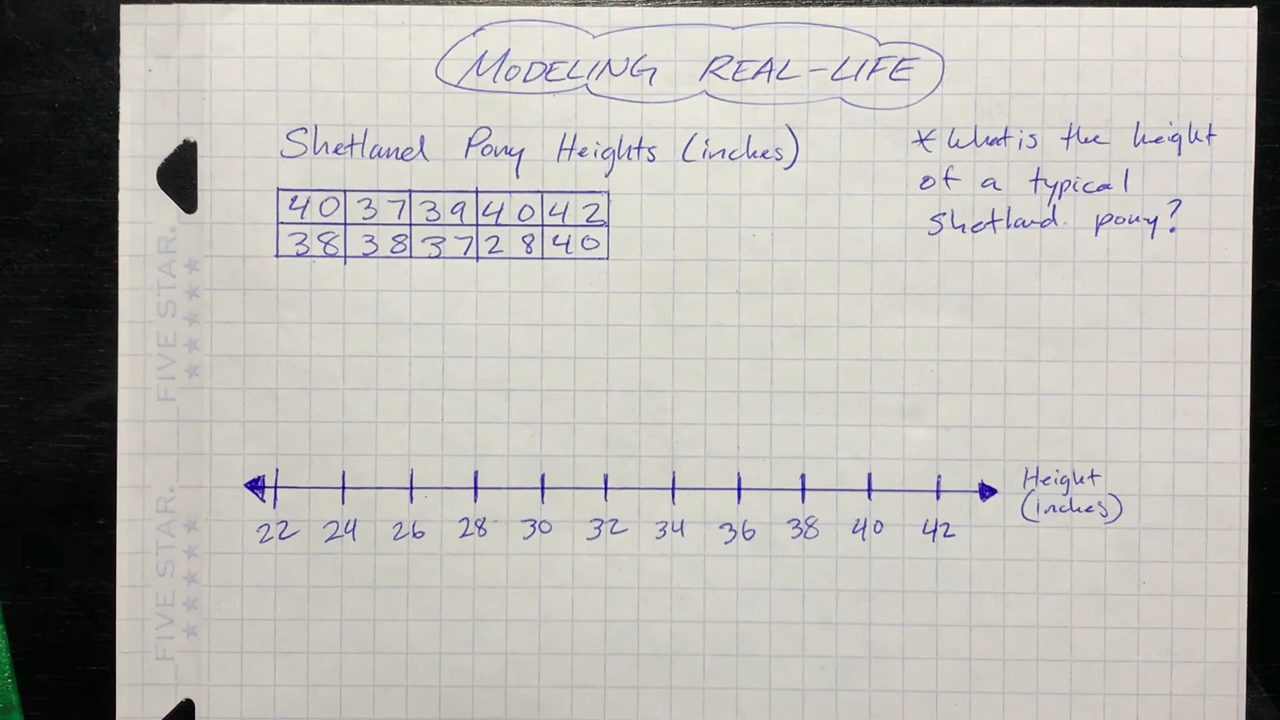 MODELING REAL-LIFE
Shetland Pony Heights (inches)
40 37 39 40 42
38 38 37 28 40
* What is the height
of a typical
Shetland pony?
22 24 26 28 30 32 34 36 38 40 42
Height
(inches)
FIVE STAR.
FIVE STAR.